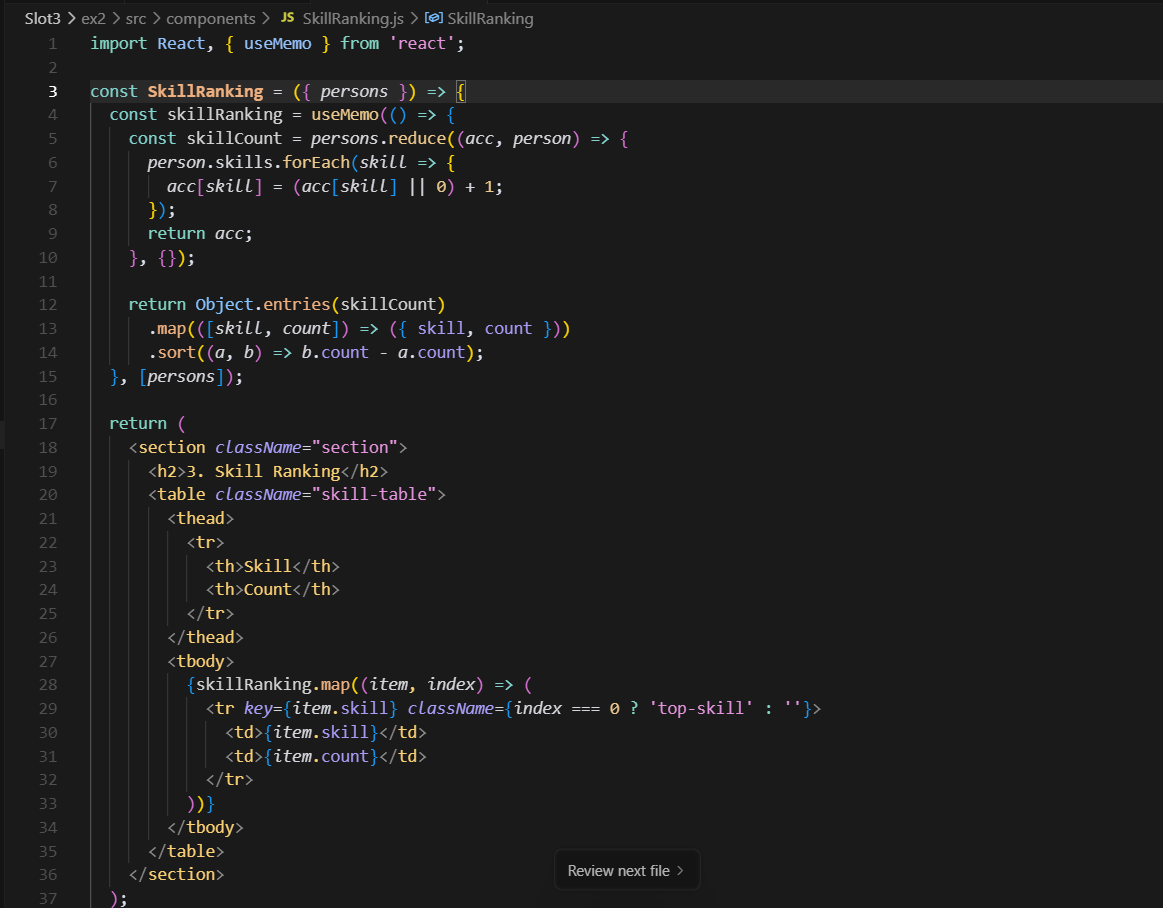 Slot3 > ex2 > src > components > JS SkillRanking.js > SkillRanking
1 import React, { useMemo } from 'react';
2
3 const SkillRanking = ({ persons }) => {
4   const skillRanking = useMemo(() => {
5     const skillCount = persons.reduce((acc, person) => {
6       person.skills.forEach(skill => {
7         acc[skill] = (acc[skill] || 0) + 1;
8       });
9       return acc;
10     }, {});
11
12     return Object.entries(skillCount)
13       .map(([skill, count]) => ({ skill, count }))
14       .sort((a, b) => b.count - a.count);
15   }, [persons]);
16
17   return (
18     <section className="section">
19       <h2>3. Skill Ranking</h2>
20       <table className="skill-table">
21         <thead>
22           <tr>
23             <th>Skill</th>
24             <th>Count</th>
25           </tr>
26         </thead>
27         <tbody>
28           {skillRanking.map((item, index) => (
29             <tr key={item.skill} className={index === 0 ? 'top-skill' : ''}>
30               <td>{item.skill}</td>
31               <td>{item.count}</td>
32             </tr>
33           ))}
34         </tbody>
35       </table>
36     </section>
37   );
Review next file >